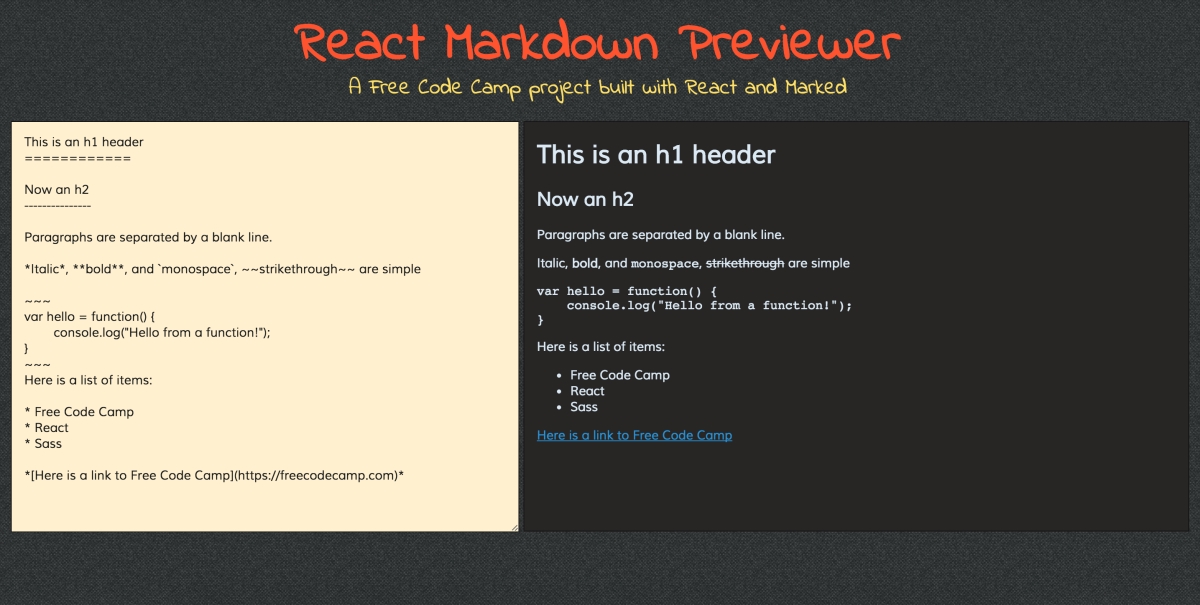 React Markdown Previewer
A Free Code Camp project built with React and Marked
This is an h1 header
============
Now an h2
---------------
Paragraphs are separated by a blank line.
*Italic*, **bold**, and `monospace`, ~~strikethrough~~ are simple
~~~
var hello = function() {
console.log("Hello from a function!");
}
~~~
Here is a list of items:
* Free Code Camp
* React
* Sass
*[Here is a link to Free Code Camp](https://freecodecamp.com)*
This is an h1 header
Now an h2
Paragraphs are separated by a blank line.
Italic, bold, and monospace, strikethrough are simple
var hello = function() {
console.log("Hello from a function!");
}
Here is a list of items:
• Free Code Camp
• React
• Sass
Here is a link to Free Code Camp